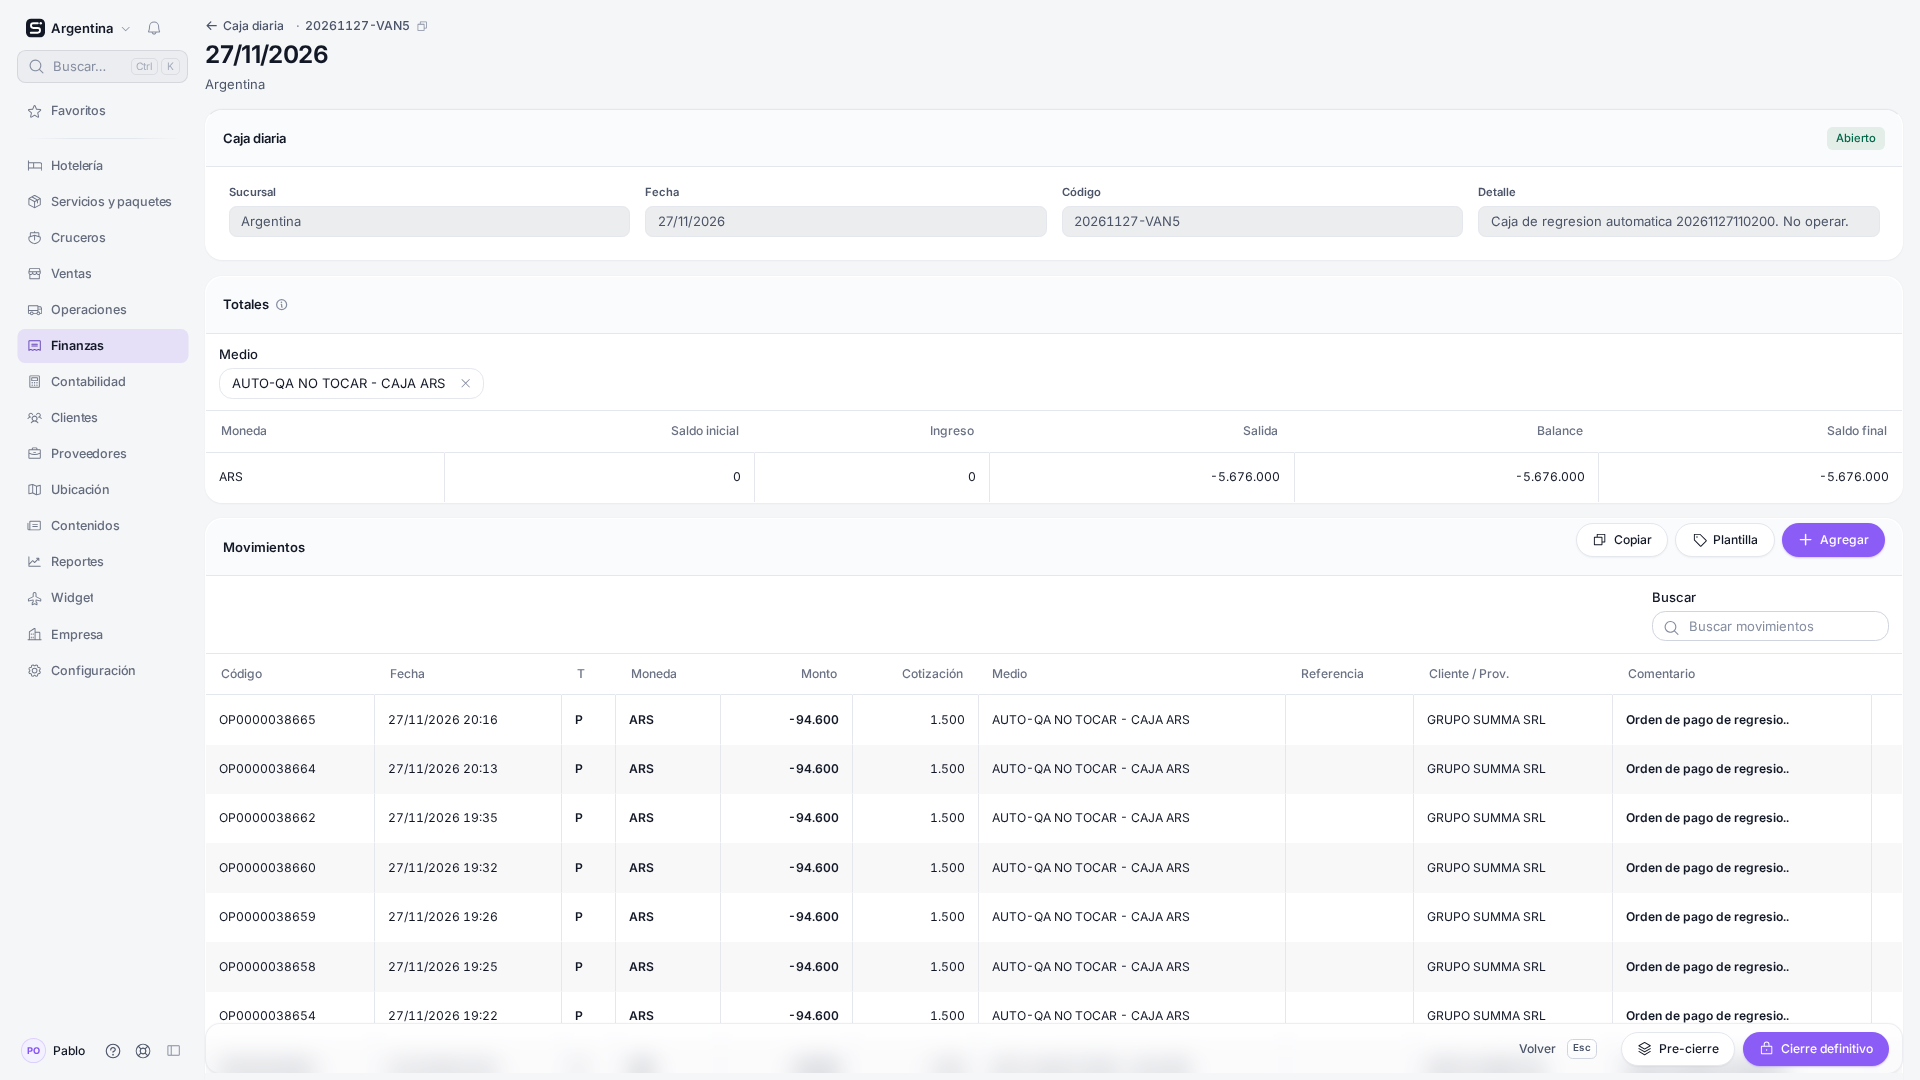 Argentina
Buscar... Ctrl K
Favoritos
Hotelería
Servicios y paquetes
Cruceros
Ventas
Operaciones
Finanzas
Contabilidad
Clientes
Proveedores
Ubicación
Contenidos
Reportes
Widget
Empresa
Configuración
PO Pablo
Caja diaria · 20261127-VAN5
27/11/2026
Argentina
Caja diaria Abierto
Sucursal Fecha Código Detalle
Argentina 27/11/2026 20261127-VAN5 Caja de regresion automatica 20261127110200. No operar.
Totales
Medio
AUTO-QA NO TOCAR - CAJA ARS
Moneda Saldo inicial Ingreso Salida Balance Saldo final
ARS 0 0 -5.676.000 -5.676.000 -5.676.000
Movimientos Copiar Plantilla Agregar
Buscar
Buscar movimientos
Código Fecha T Moneda Monto Cotización Medio Referencia Cliente / Prov. Comentario
OP0000038665 27/11/2026 20:16 P ARS -94.600 1.500 AUTO-QA NO TOCAR - CAJA ARS GRUPO SUMMA SRL Orden de pago de regresio..
OP0000038664 27/11/2026 20:13 P ARS -94.600 1.500 AUTO-QA NO TOCAR - CAJA ARS GRUPO SUMMA SRL Orden de pago de regresio..
OP0000038662 27/11/2026 19:35 P ARS -94.600 1.500 AUTO-QA NO TOCAR - CAJA ARS GRUPO SUMMA SRL Orden de pago de regresio..
OP0000038660 27/11/2026 19:32 P ARS -94.600 1.500 AUTO-QA NO TOCAR - CAJA ARS GRUPO SUMMA SRL Orden de pago de regresio..
OP0000038659 27/11/2026 19:26 P ARS -94.600 1.500 AUTO-QA NO TOCAR - CAJA ARS GRUPO SUMMA SRL Orden de pago de regresio..
OP0000038658 27/11/2026 19:25 P ARS -94.600 1.500 AUTO-QA NO TOCAR - CAJA ARS GRUPO SUMMA SRL Orden de pago de regresio..
OP0000038654 27/11/2026 19:22 P ARS -94.600 1.500 AUTO-QA NO TOCAR - CAJA ARS GRUPO SUMMA SRL Orden de pago de regresio..
Volver Esc Pre-cierre Cierre definitivo